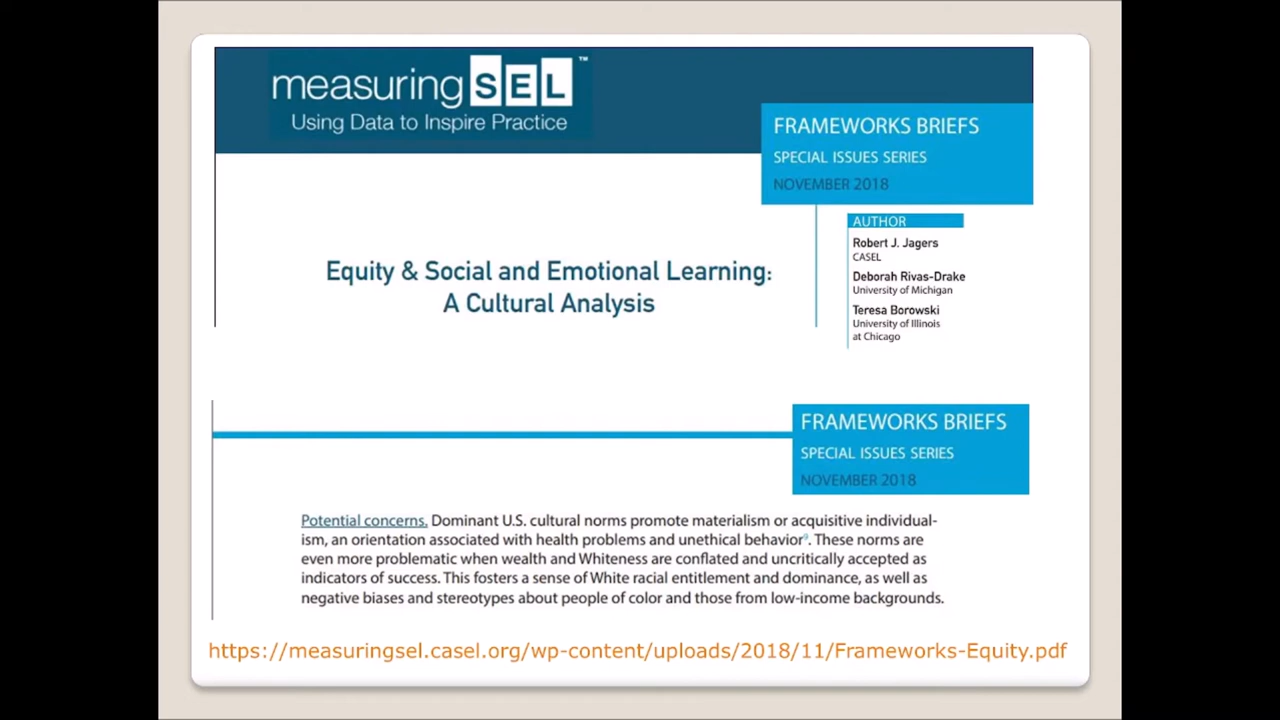 measuring SEL™
Using Data to Inspire Practice
FRAMEWORKS BRIEFS
SPECIAL ISSUES SERIES
NOVEMBER 2018
AUTHOR
Robert J. Jagers
CASEL
Deborah Rivas-Drake
University of Michigan
Teresa Borowski
University of Illinois
at Chicago
Equity & Social and Emotional Learning:
A Cultural Analysis
FRAMEWORKS BRIEFS
SPECIAL ISSUES SERIES
NOVEMBER 2018
Potential concerns. Dominant U.S. cultural norms promote materialism or acquisitive individual-
ism, an orientation associated with health problems and unethical behavior⁹. These norms are
even more problematic when wealth and Whiteness are conflated and uncritically accepted as
indicators of success. This fosters a sense of White racial entitlement and dominance, as well as
negative biases and stereotypes about people of color and those from low-income backgrounds.
https://measuringsel.casel.org/wp-content/uploads/2018/11/Frameworks-Equity.pdf